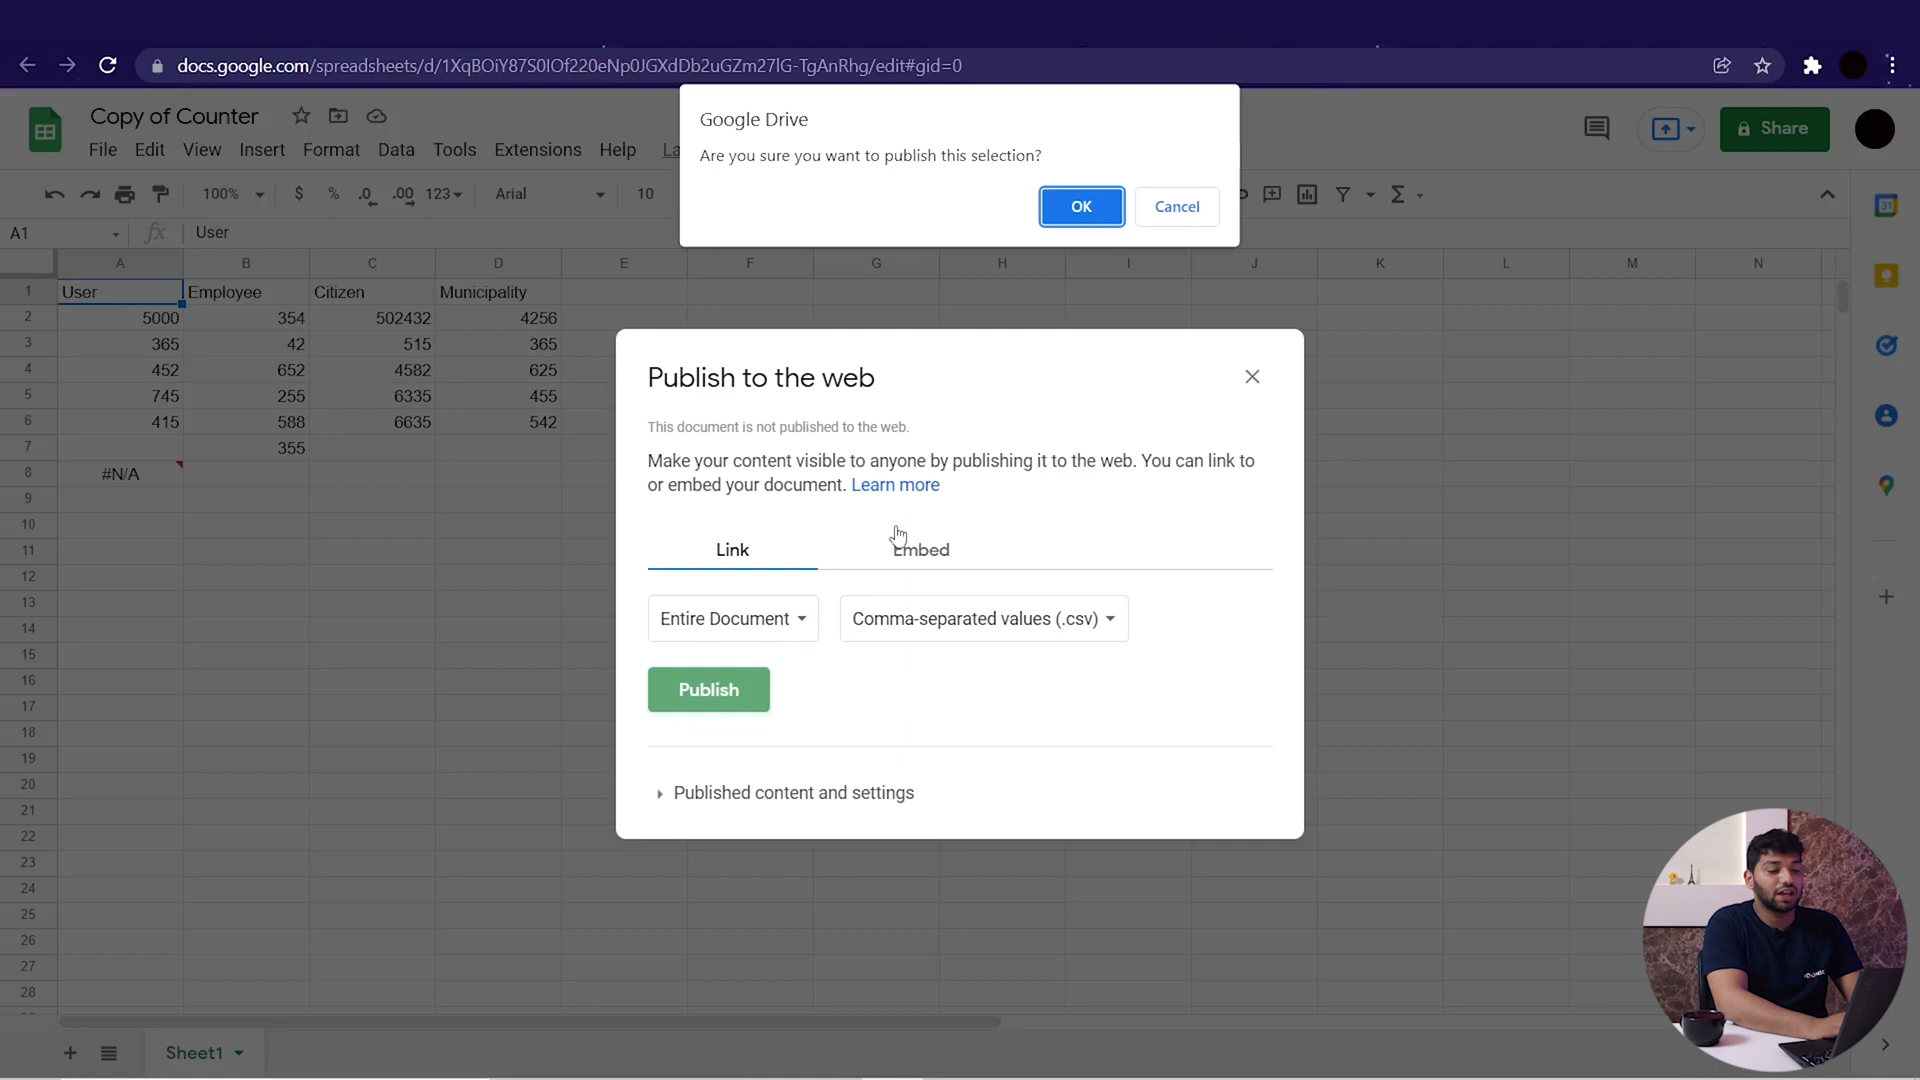 docs.google.com/spreadsheets/d/1XqBOiY87S0IOf220eNp0JGXdDb2uGZm27lG-TgAnRhg/edit#gid=0
Google Drive
Are you sure you want to publish this selection?
OK
Cancel
Copy of Counter
File Edit View Insert Format Data Tools Extensions Help La
Share
100% $ % .0 .00 123 Arial 10
A1 fx User
A B C D E F G H I J K L M N
1 User Employee Citizen Municipality
2 5000 354 502432 4256
3 365 42 515 365
4 452 652 4582 625
5 745 255 6335 455
6 415 588 6635 542
7 355
8 #N/A
9
10
11
12
13
14
15
16
17
18
19
20
21
22
23
24
25
26
27
28
Publish to the web
This document is not published to the web.
Make your content visible to anyone by publishing it to the web. You can link to
or embed your document. Learn more
Link
Embed
Entire Document
Comma-separated values (.csv)
Publish
Published content and settings
31
Sheet1